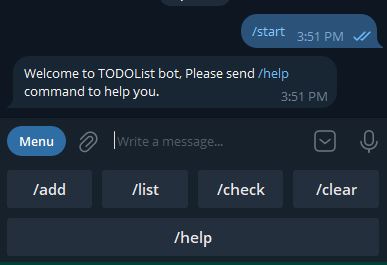 /start 3:51 PM
Welcome to TODOList bot, Please send /help
command to help you.
3:51 PM
Menu Write a message...
/add /list /check /clear
/help